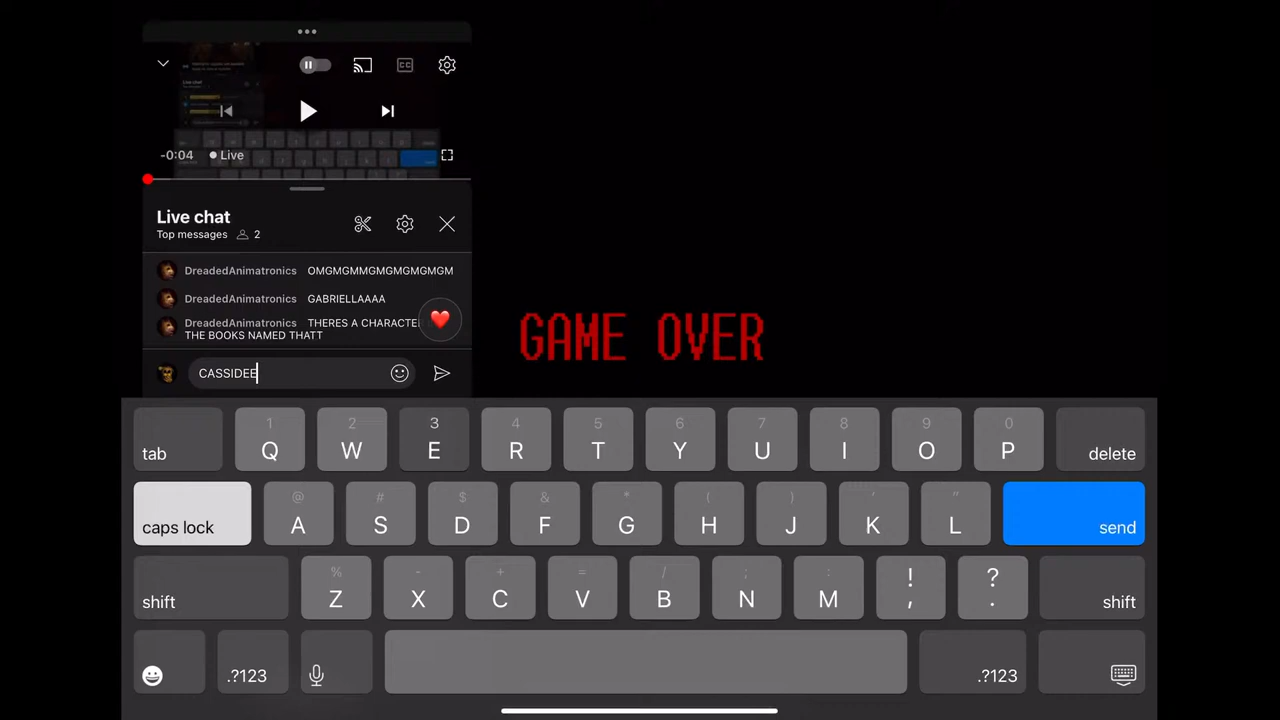 CC
-0:04 Live
Live chat
Top messages 2
DreadedAnimatronics OMGMGMMGMGMGMGMGM
DreadedAnimatronics GABRIELLAAAA
DreadedAnimatronics THERES A CHARACTE
THE BOOKS NAMED THATT
CASSIDEE
GAME OVER
tab 1 Q 2 W 3 E 4 R 5 T 6 Y 7 U 8 I 9 O 0 P delete
caps lock @ A # S $ D & F * G ( H ) J ' K " L send
shift % Z - X + C = V / B ; N : M ! , ? . shift
.?123 .?123